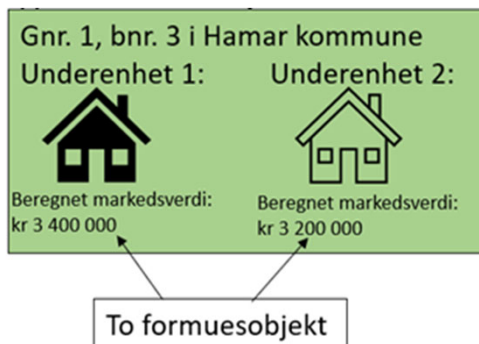 Gnr. 1, bnr. 3 i Hamar kommune
Underenhet 1: Underenhet 2:
Beregnet markedsverdi:
kr 3 400 000
Beregnet markedsverdi:
kr 3 200 000
To formuesobjekt